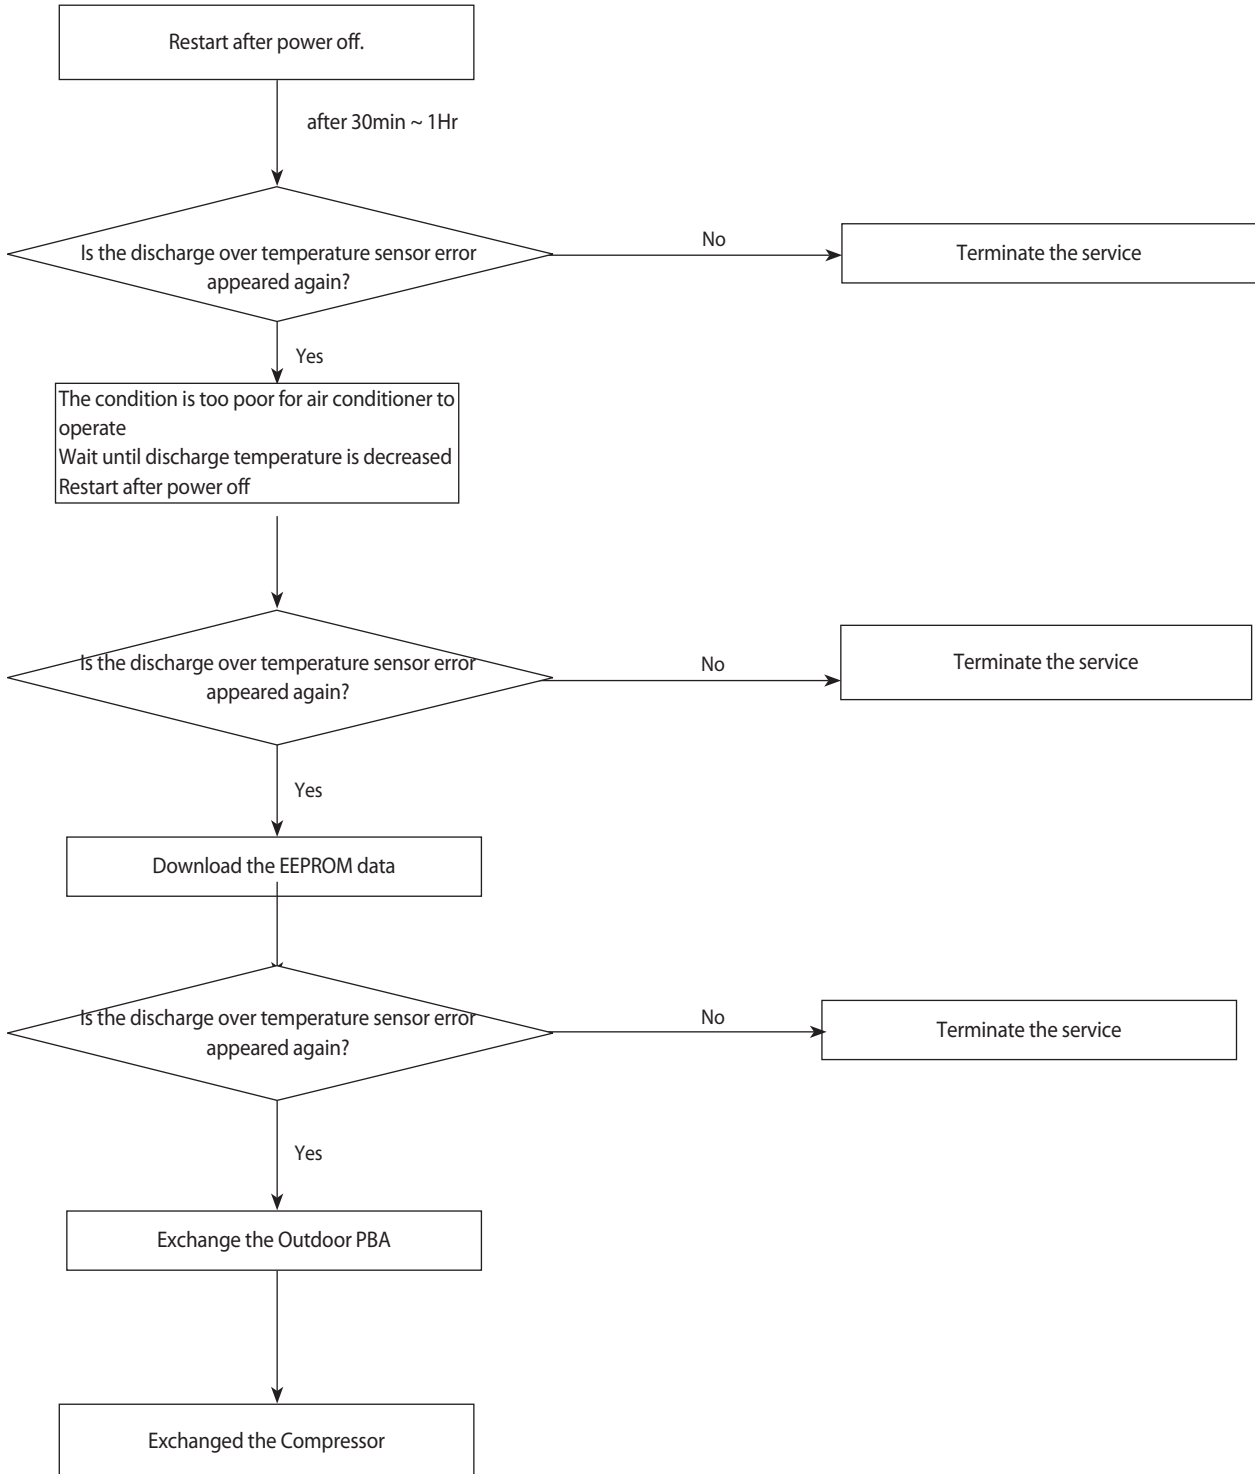 Restart after power off.
after 30min ~ 1Hr
Is the discharge over temperature sensor error
appeared again?
No
Terminate the service
Yes
The condition is too poor for air conditioner to
operate
Wait until discharge temperature is decreased
Restart after power off
Is the discharge over temperature sensor error
appeared again?
No
Terminate the service
Yes
Download the EEPROM data
Is the discharge over temperature sensor error
appeared again?
No
Terminate the service
Yes
Exchange the Outdoor PBA
Exchanged the Compressor